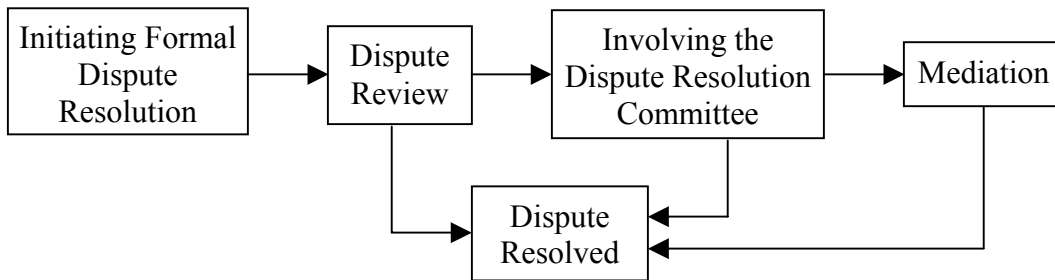 Initiating Formal
Dispute
Resolution
Dispute
Review
Involving the
Dispute Resolution
Committee
Mediation
Dispute
Resolved